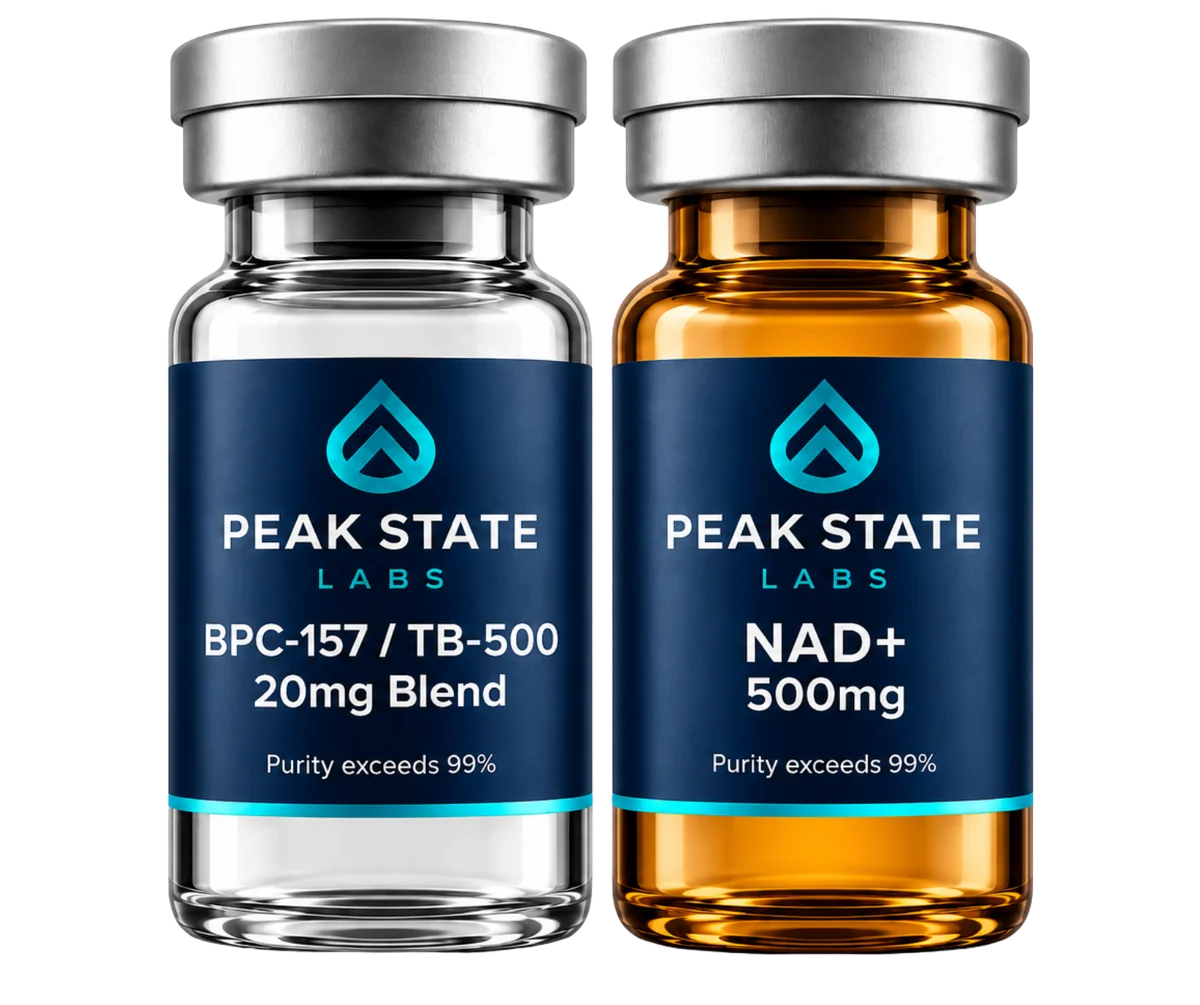 PEAK STATE
LABS
BPC-157 / TB-500
20mg Blend
Purity exceeds 99%
PEAK STATE
LABS
NAD+
500mg
Purity exceeds 99%